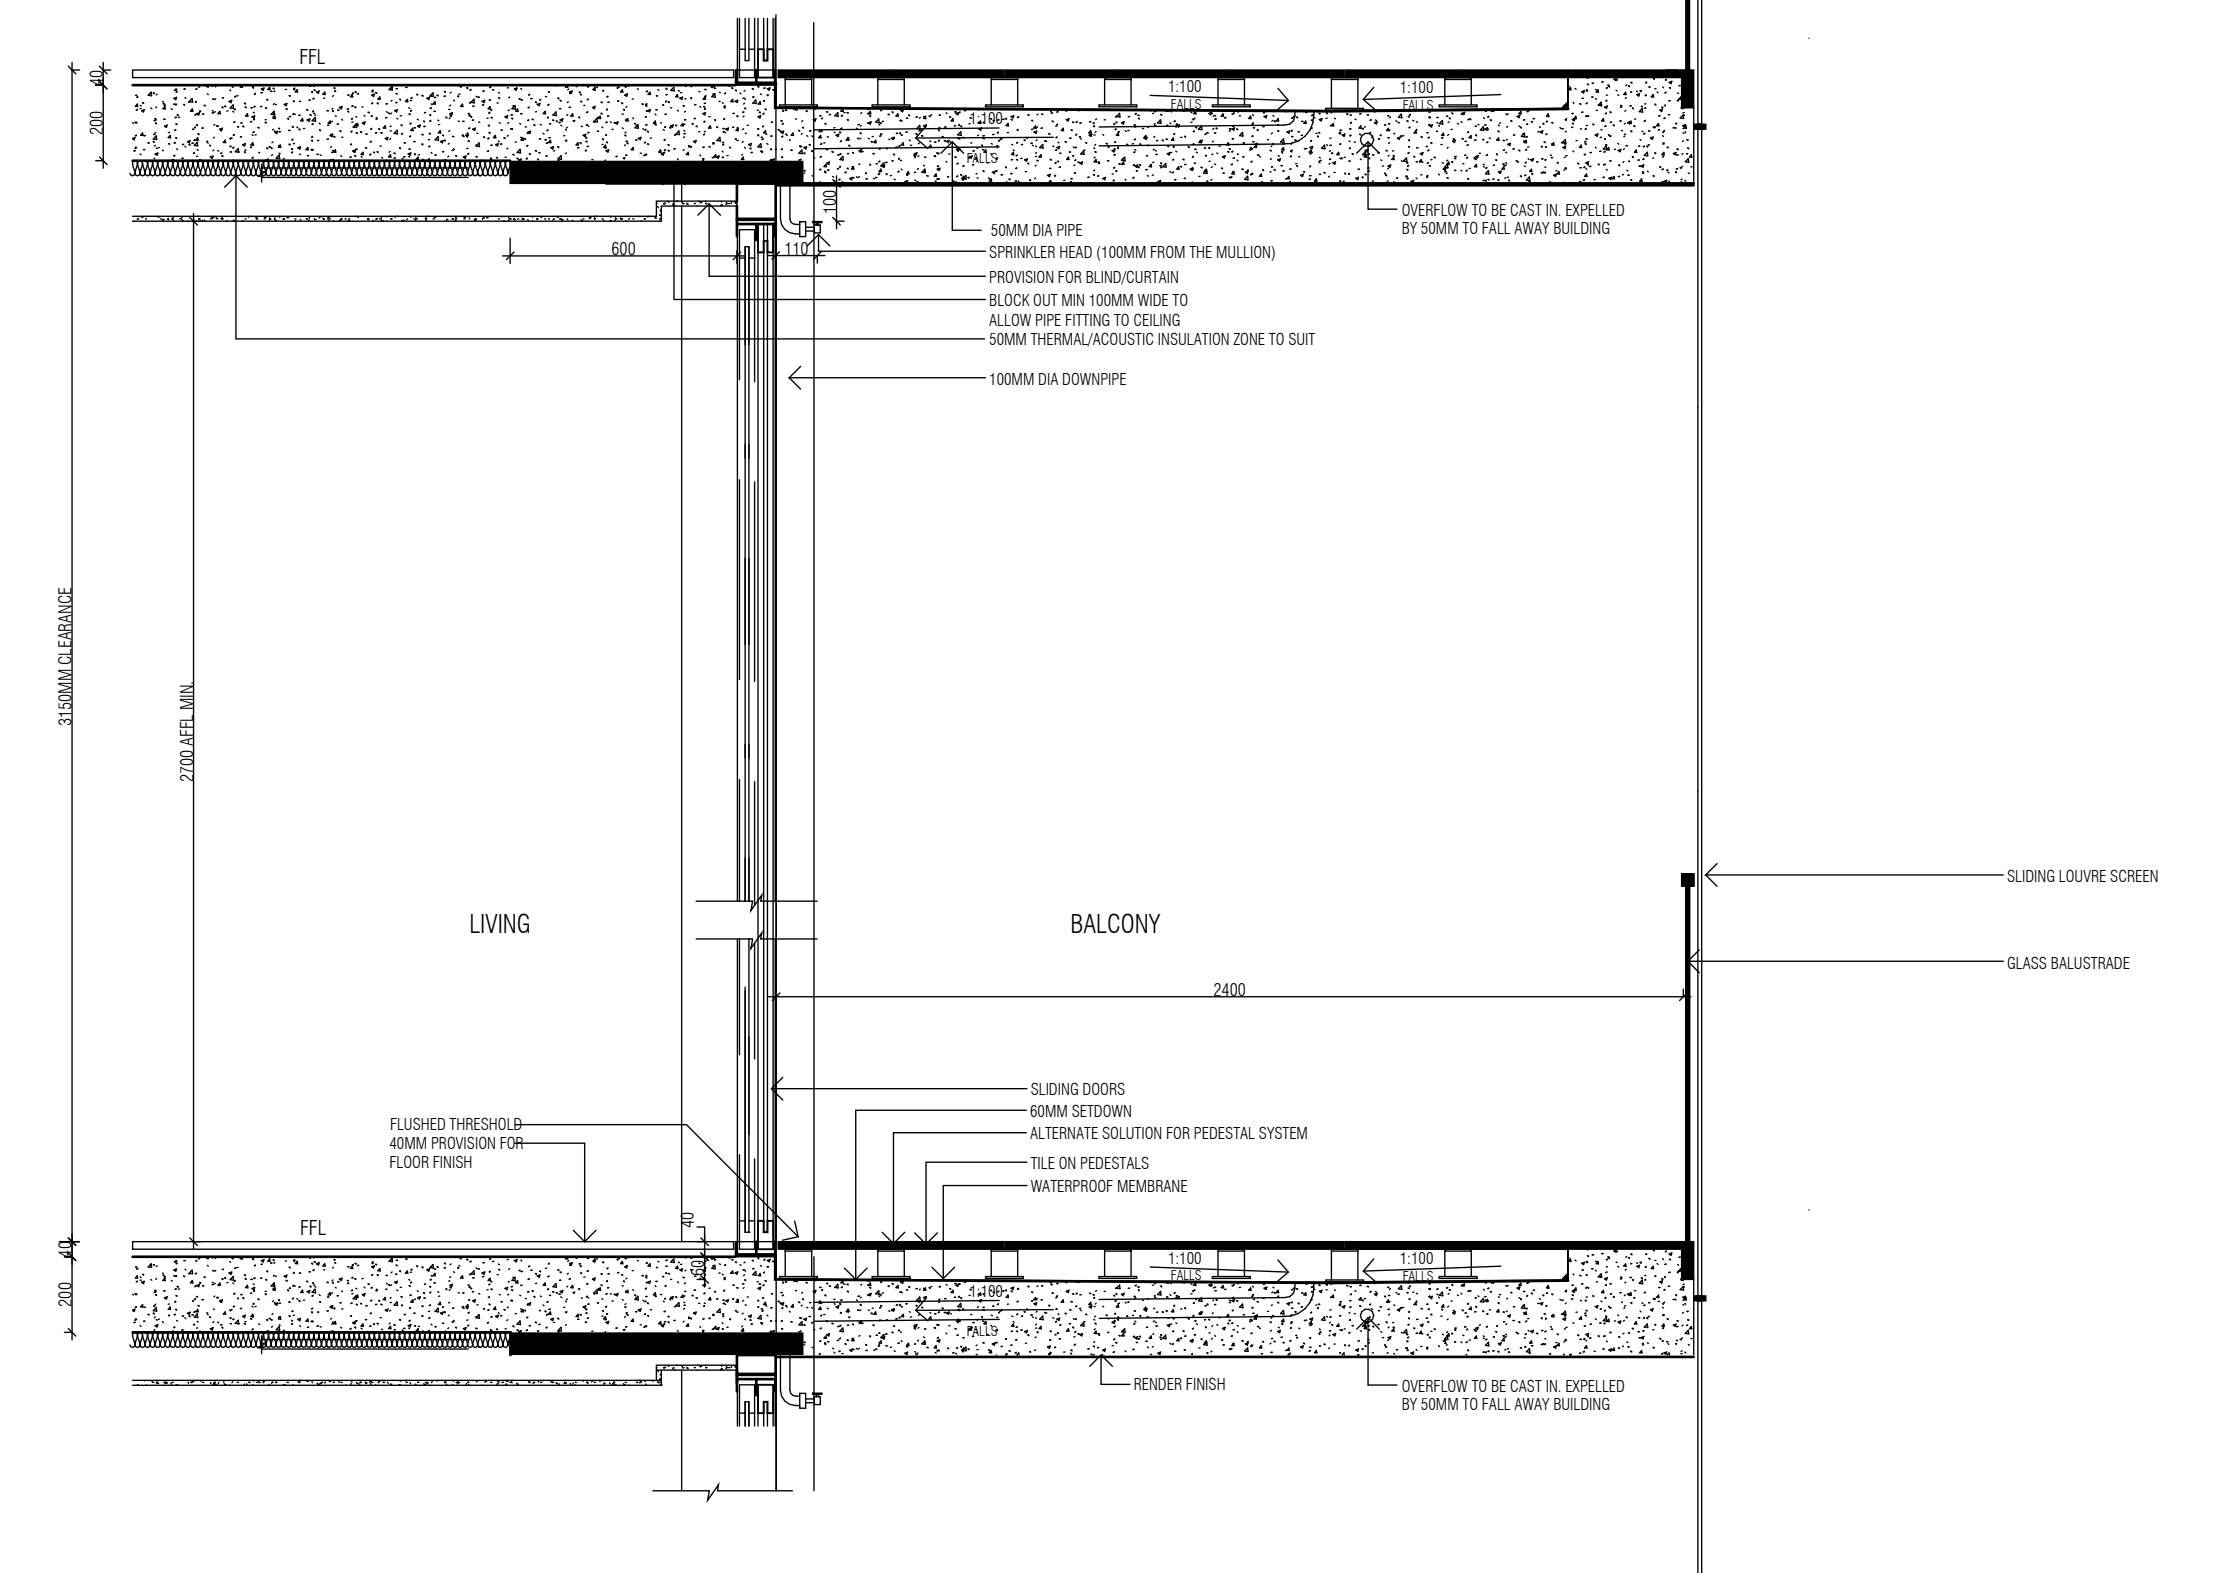 FFL
40
200
1:100
FALLS
1:100
FALLS
1:100
FALLS
100
600
110
50MM DIA PIPE
SPRINKLER HEAD (100MM FROM THE MULLION)
PROVISION FOR BLIND/CURTAIN
BLOCK OUT MIN 100MM WIDE TO
ALLOW PIPE FITTING TO CEILING
50MM THERMAL/ACOUSTIC INSULATION ZONE TO SUIT
100MM DIA DOWNPIPE
OVERFLOW TO BE CAST IN. EXPELLED
BY 50MM TO FALL AWAY BUILDING
3150MM CLEARANCE
2700 AFFL MIN.
LIVING
BALCONY
SLIDING LOUVRE SCREEN
GLASS BALUSTRADE
2400
SLIDING DOORS
60MM SETDOWN
ALTERNATE SOLUTION FOR PEDESTAL SYSTEM
TILE ON PEDESTALS
WATERPROOF MEMBRANE
FLUSHED THRESHOLD
40MM PROVISION FOR
FLOOR FINISH
FFL
40
60
40
200
1:100
FALLS
1:100
FALLS
1:100
FALLS
RENDER FINISH
OVERFLOW TO BE CAST IN. EXPELLED
BY 50MM TO FALL AWAY BUILDING